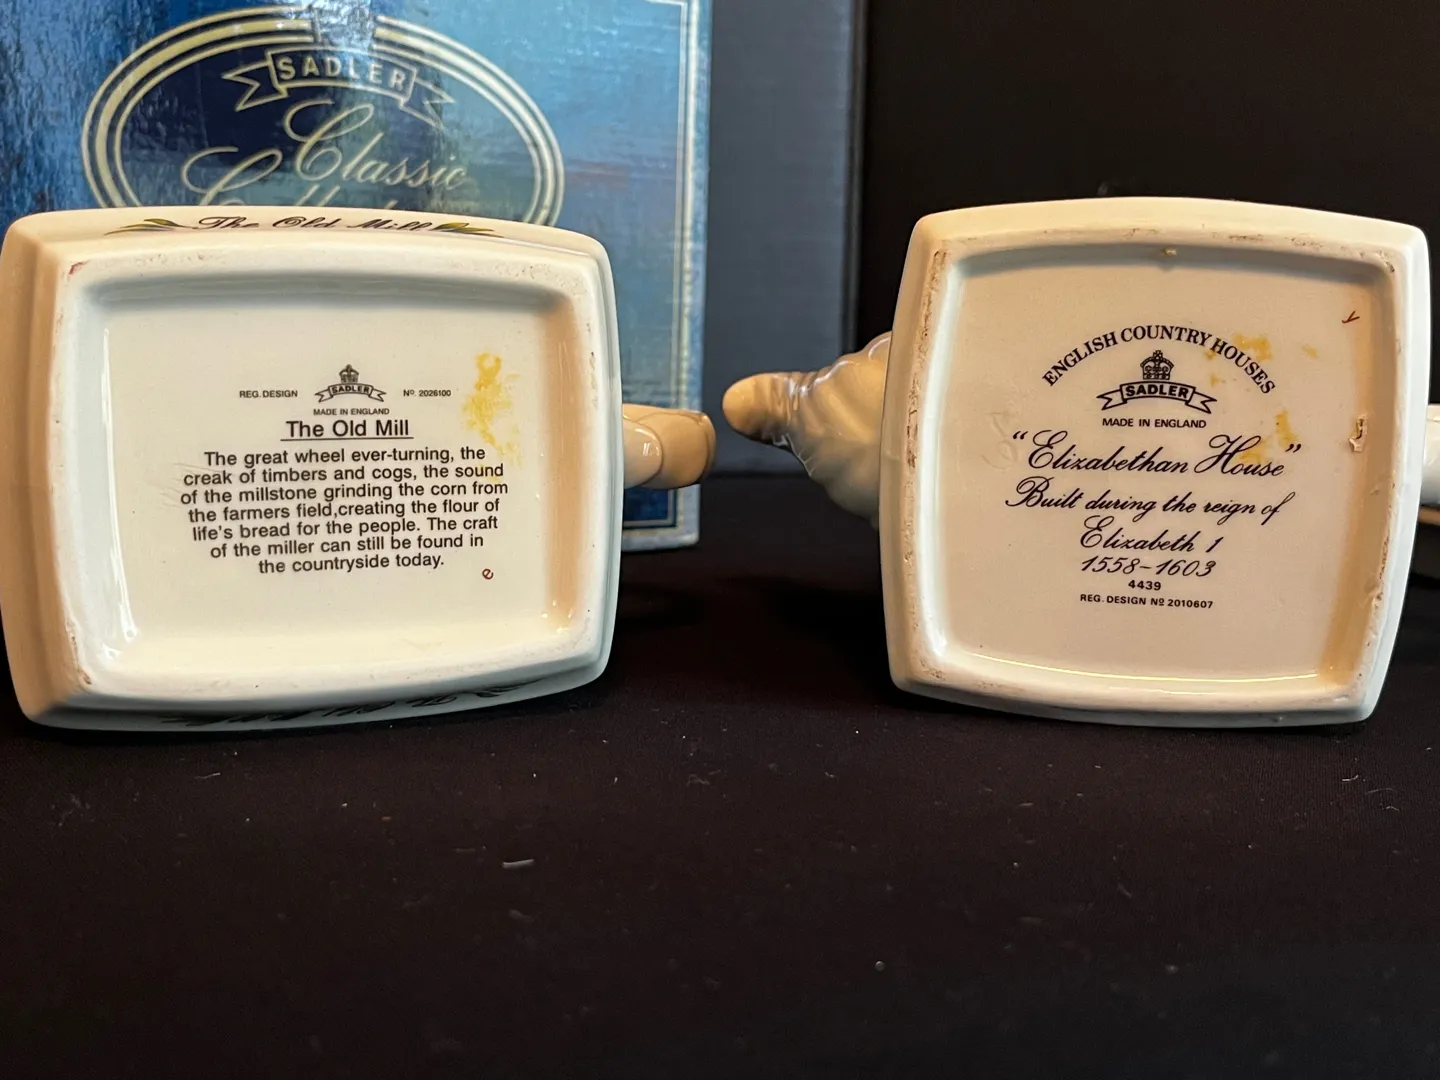 SADLER
Classic
The Old Mill
REG. DESIGN
SADLER
Nº. 2026100
MADE IN ENGLAND
The Old Mill
The great wheel ever-turning, the
creak of timbers and cogs, the sound
of the millstone grinding the corn from
the farmers field,creating the flour of
life's bread for the people. The craft
of the miller can still be found in
the countryside today.
e
ENGLISH COUNTRY HOUSES
SADLER
MADE IN ENGLAND
"Elizabethan House"
Built during the reign of
Elizabeth 1
1558-1603
4439
REG. DESIGN Nº 2010607